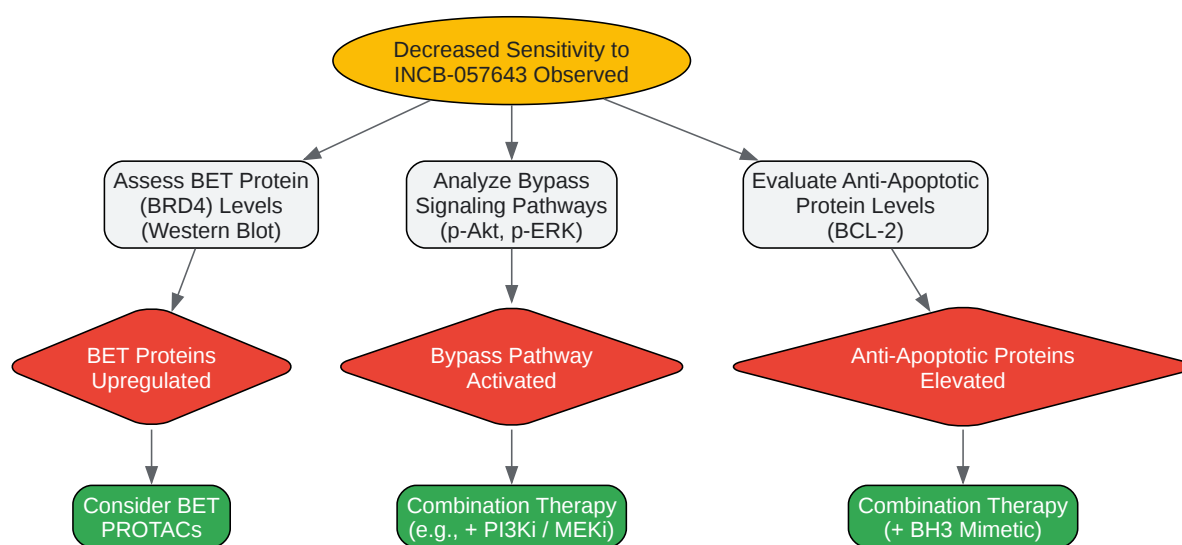 Decreased Sensitivity to
INCB-057643 Observed
Assess BET Protein
(BRD4) Levels
(Western Blot)
Analyze Bypass
Signaling Pathways
(p-Akt, p-ERK)
Evaluate Anti-Apoptotic
Protein Levels
(BCL-2)
BET Proteins
Upregulated
Bypass Pathway
Activated
Anti-Apoptotic Proteins
Elevated
Consider BET
PROTACs
Combination Therapy
(e.g., + PI3Ki / MEKi)
Combination Therapy
(+ BH3 Mimetic)